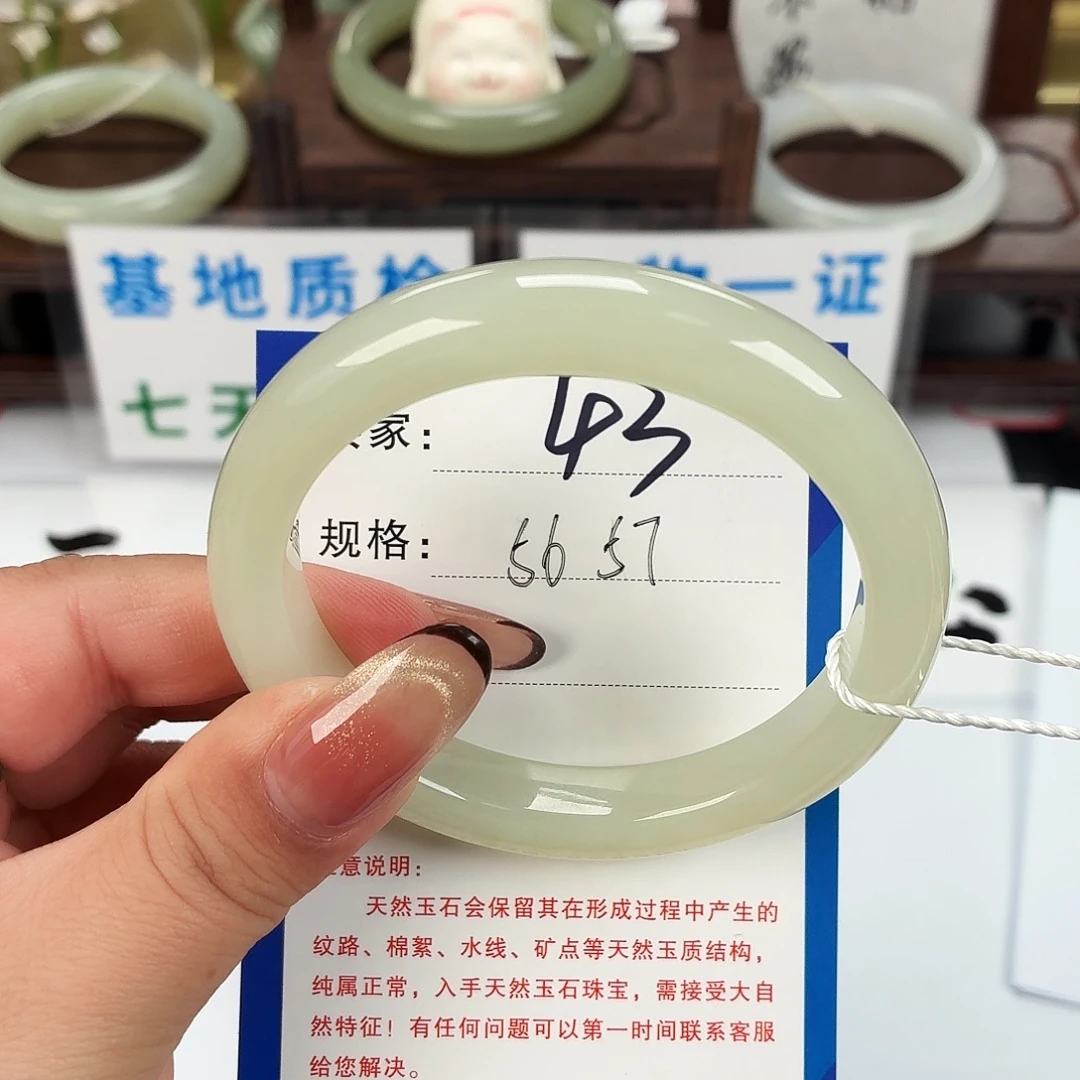 基地质检
一证
七天
家：43
规格：56 57
意说明：
天然玉石会保留其在形成过程中产生的
纹路、棉絮、水线、矿点等天然玉质结构，
纯属正常，入手天然玉石珠宝，需接受大自
然特征！有任何问题可以第一时间联系客服
给您解决。